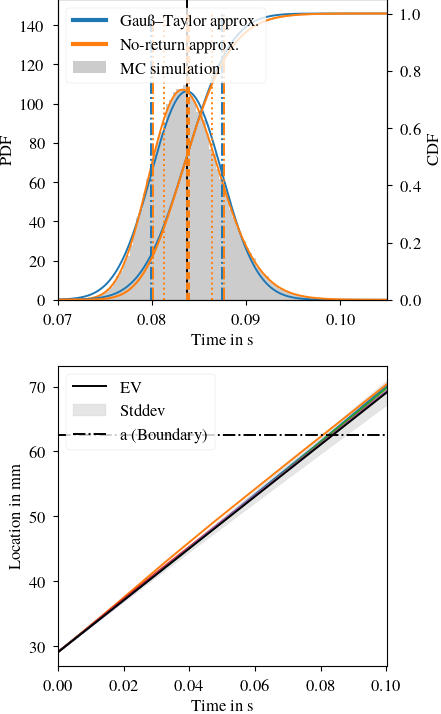 Gauß–Taylor approx.
No-return approx.
MC simulation
PDF
CDF
140
120
100
80
60
40
20
0
1.0
0.8
0.6
0.4
0.2
0.0
0.07 0.08 0.09 0.10
Time in s
EV
Stddev
a (Boundary)
Location in mm
70
60
50
40
30
0.00 0.02 0.04 0.06 0.08 0.10
Time in s